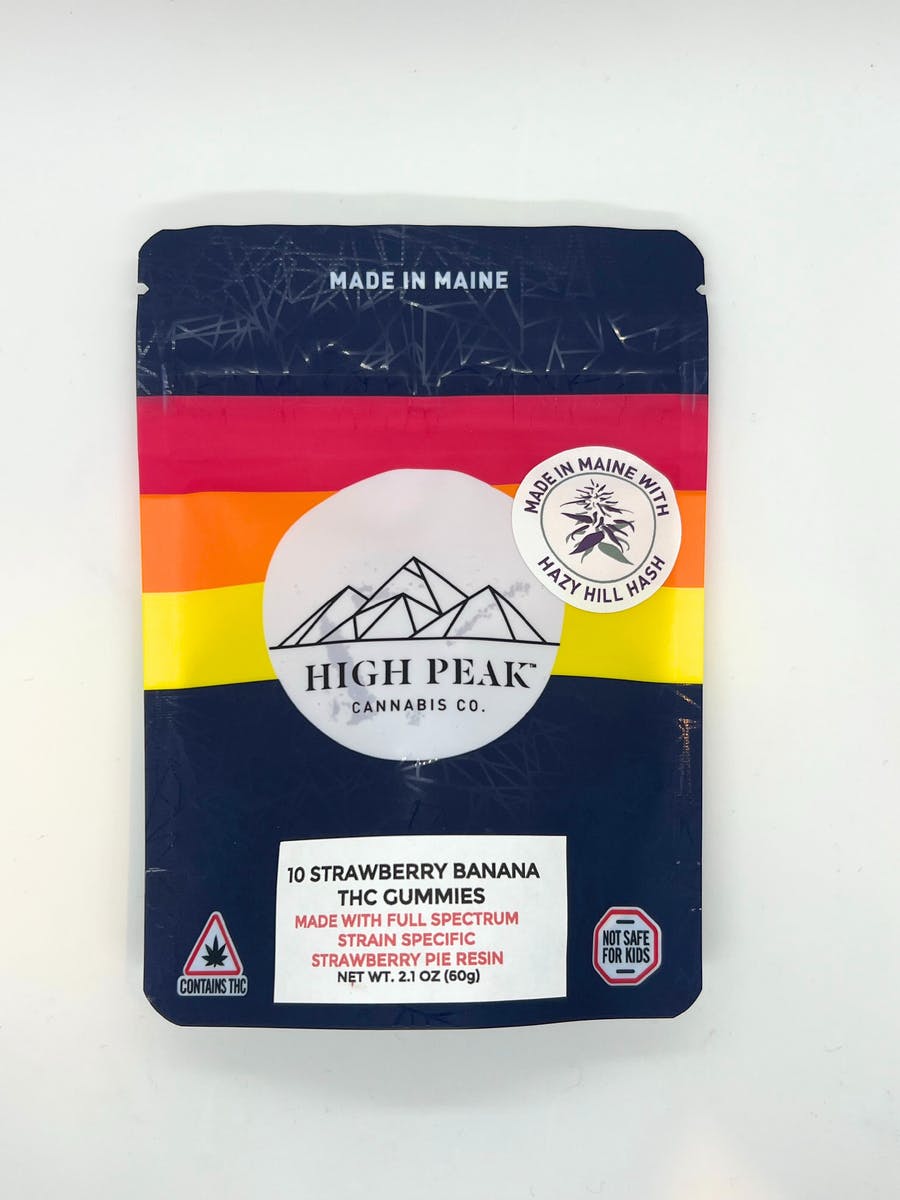 MADE IN MAINE
MADE IN MAINE WITH
HAZY HILL HASH
HIGH PEAK™
CANNABIS CO.
10 STRAWBERRY BANANA
THC GUMMIES
MADE WITH FULL SPECTRUM
STRAIN SPECIFIC
STRAWBERRY PIE RESIN
NET WT. 2.1 OZ (60g)
CONTAINS THC
NOT SAFE
FOR KIDS